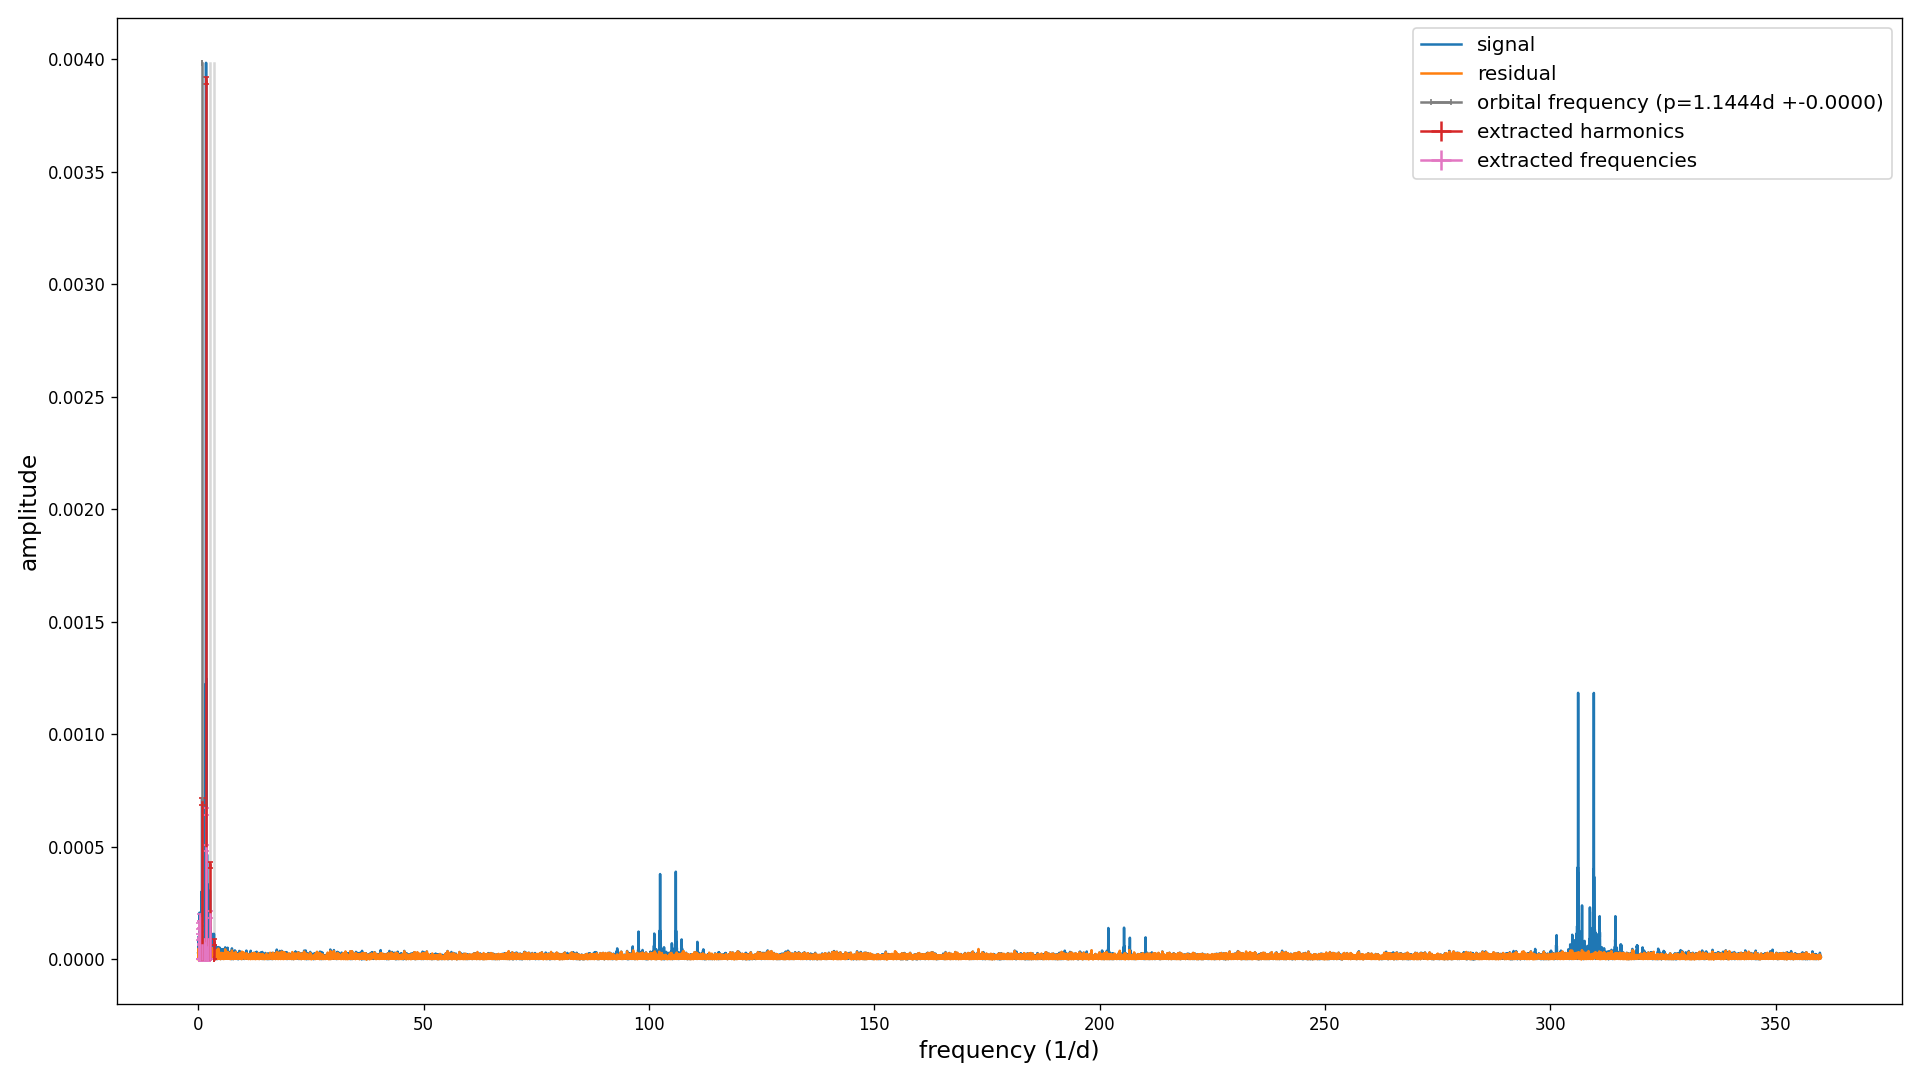 signal
residual
orbital frequency (p=1.1444d +-0.0000)
extracted harmonics
extracted frequencies
amplitude
0.0040
0.0035
0.0030
0.0025
0.0020
0.0015
0.0010
0.0005
0.0000
0 50 100 150 200 250 300 350
frequency (1/d)